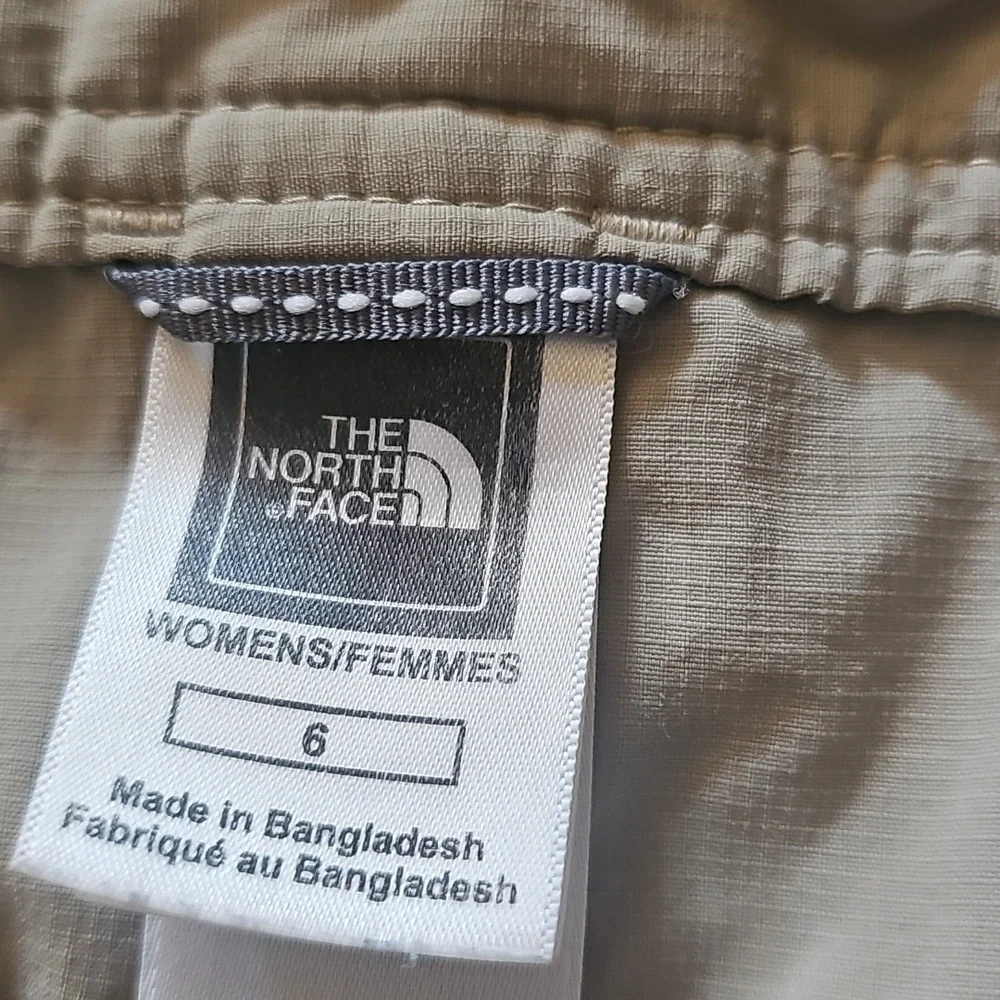 THE
NORTH
FACE
WOMENS/FEMMES
6
Made in Bangladesh
Fabriqué au Bangladesh